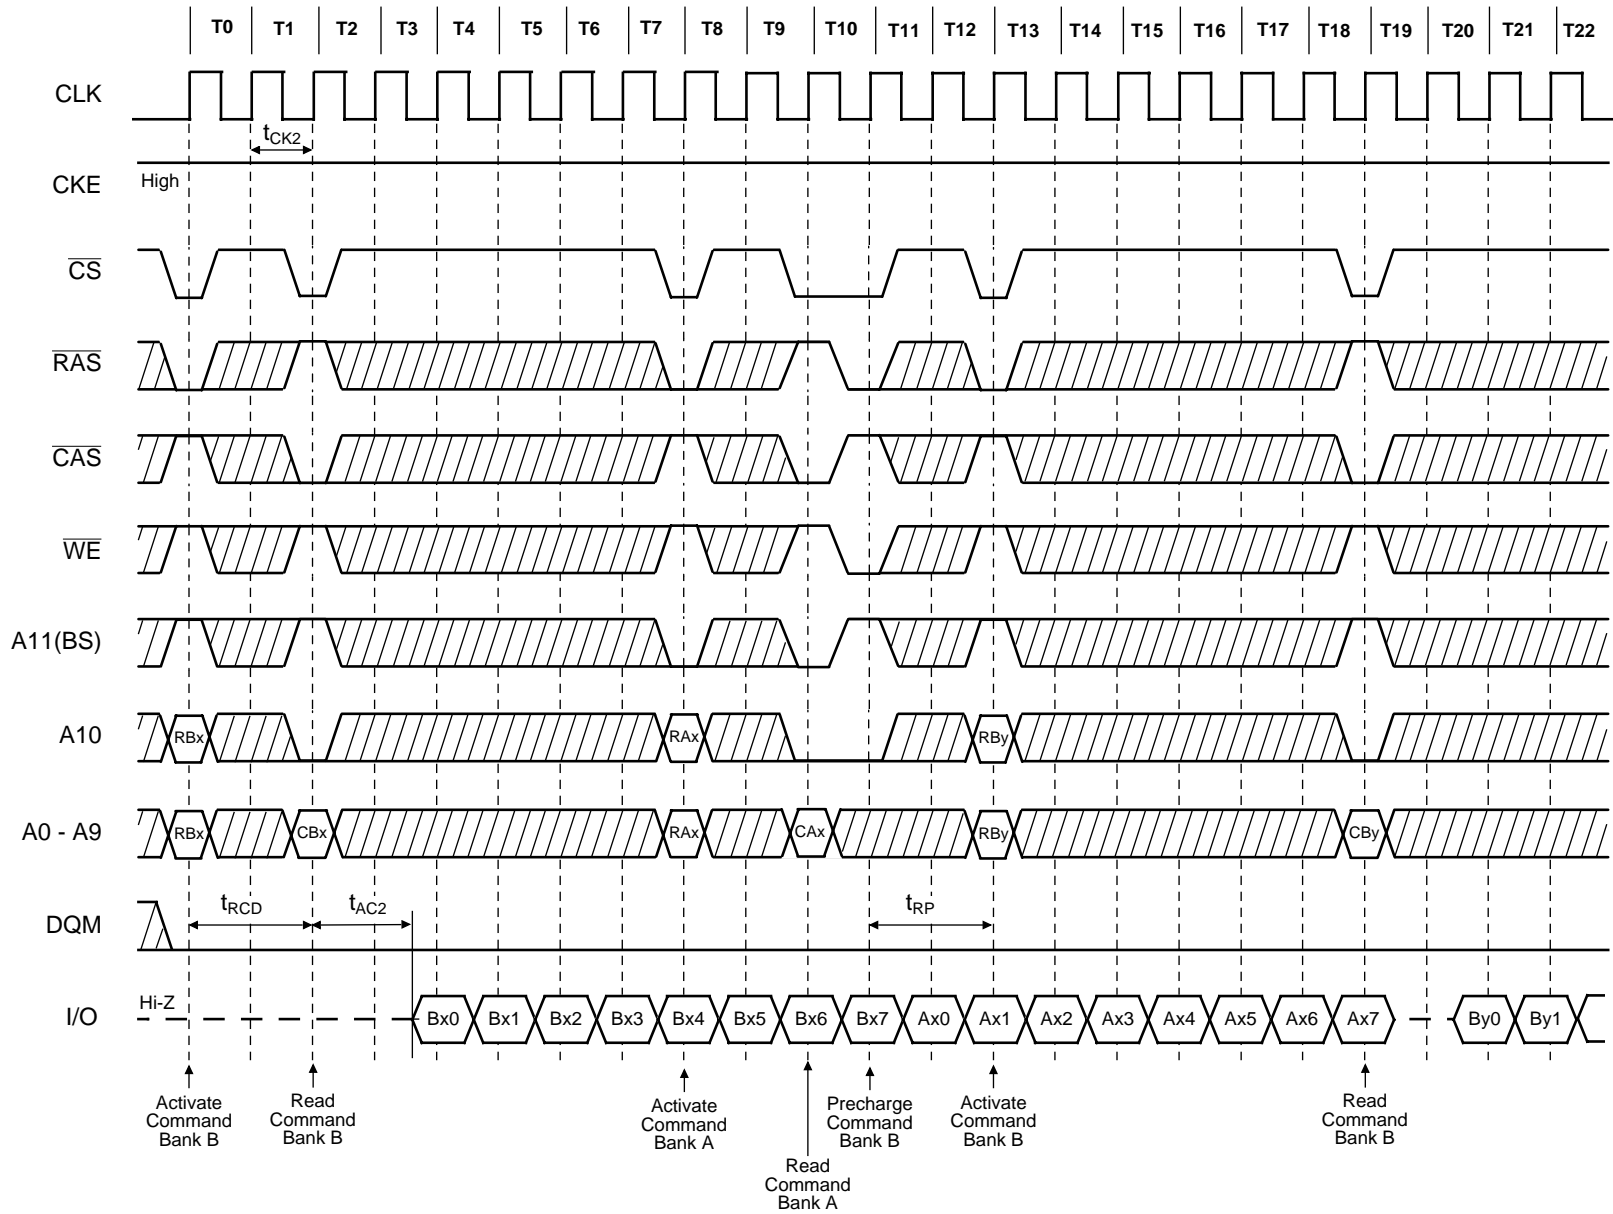 T0 T1 T2 T3 T4 T5 T6 T7 T8 T9 T10 T11 T12 T13 T14 T15 T16 T17 T18 T19 T20 T21 T22
CLK
tCK2
CKE
High
CS
RAS
CAS
WE
A11(BS)
A10
RBx RAx RBy
A0 - A9
RBx CBx RAx CAx RBy CBy
DQM
tRCD tAC2 tRP
I/O
Hi-Z
Bx0 Bx1 Bx2 Bx3 Bx4 Bx5 Bx6 Bx7 Ax0 Ax1 Ax2 Ax3 Ax4 Ax5 Ax6 Ax7 By0 By1
Activate
Command
Bank B
Read
Command
Bank B
Activate
Command
Bank A
Read
Command
Bank A
Precharge
Command
Bank B
Activate
Command
Bank B
Read
Command
Bank B